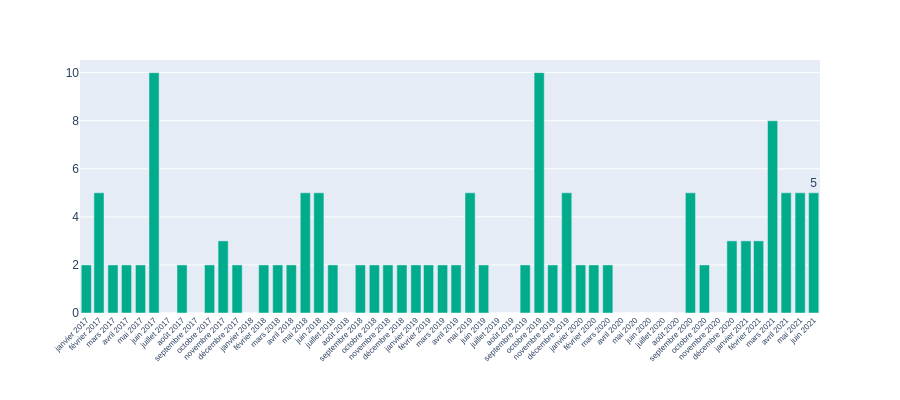 10
8
6
4
2
0
5
janvier 2017
février 2017
mars 2017
avril 2017
mai 2017
juin 2017
juillet 2017
août 2017
septembre 2017
octobre 2017
novembre 2017
décembre 2017
janvier 2018
février 2018
mars 2018
avril 2018
mai 2018
juin 2018
juillet 2018
août 2018
septembre 2018
octobre 2018
novembre 2018
décembre 2018
janvier 2019
février 2019
mars 2019
avril 2019
mai 2019
juin 2019
juillet 2019
août 2019
septembre 2019
octobre 2019
novembre 2019
décembre 2019
janvier 2020
février 2020
mars 2020
avril 2020
mai 2020
juin 2020
juillet 2020
août 2020
septembre 2020
octobre 2020
novembre 2020
décembre 2020
janvier 2021
février 2021
mars 2021
avril 2021
mai 2021
juin 2021